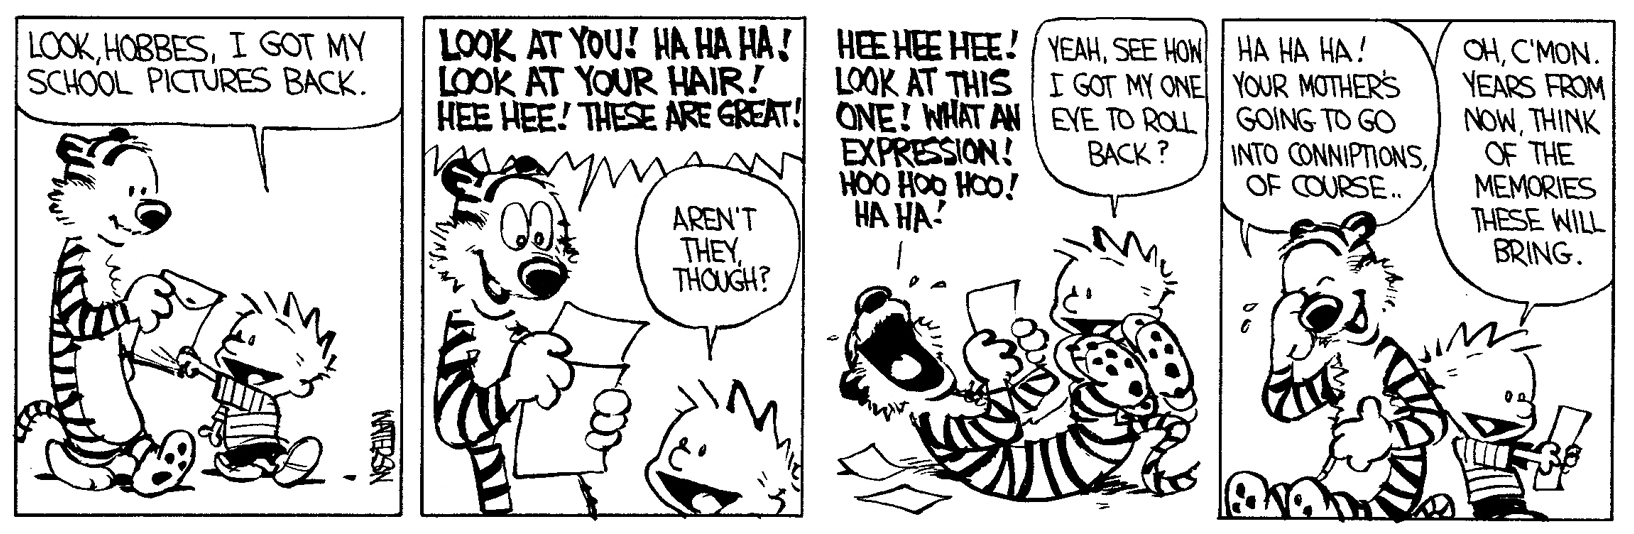 LOOK, HOBBES, I GOT MY
SCHOOL PICTURES BACK.
WATTERSON
LOOK AT YOU! HA HA HA!
LOOK AT YOUR HAIR!
HEE HEE! THESE ARE GREAT!
AREN'T
THEY,
THOUGH?
HEE HEE HEE!
LOOK AT THIS
ONE! WHAT AN
EXPRESSION!
HOO HOO HOO!
HA HA!
YEAH, SEE HOW
I GOT MY ONE
EYE TO ROLL
BACK?
HA HA HA!
YOUR MOTHER'S
GOING TO GO
INTO CONNIPTIONS,
OF COURSE..
OH, C'MON.
YEARS FROM
NOW, THINK
OF THE
MEMORIES
THESE WILL
BRING.